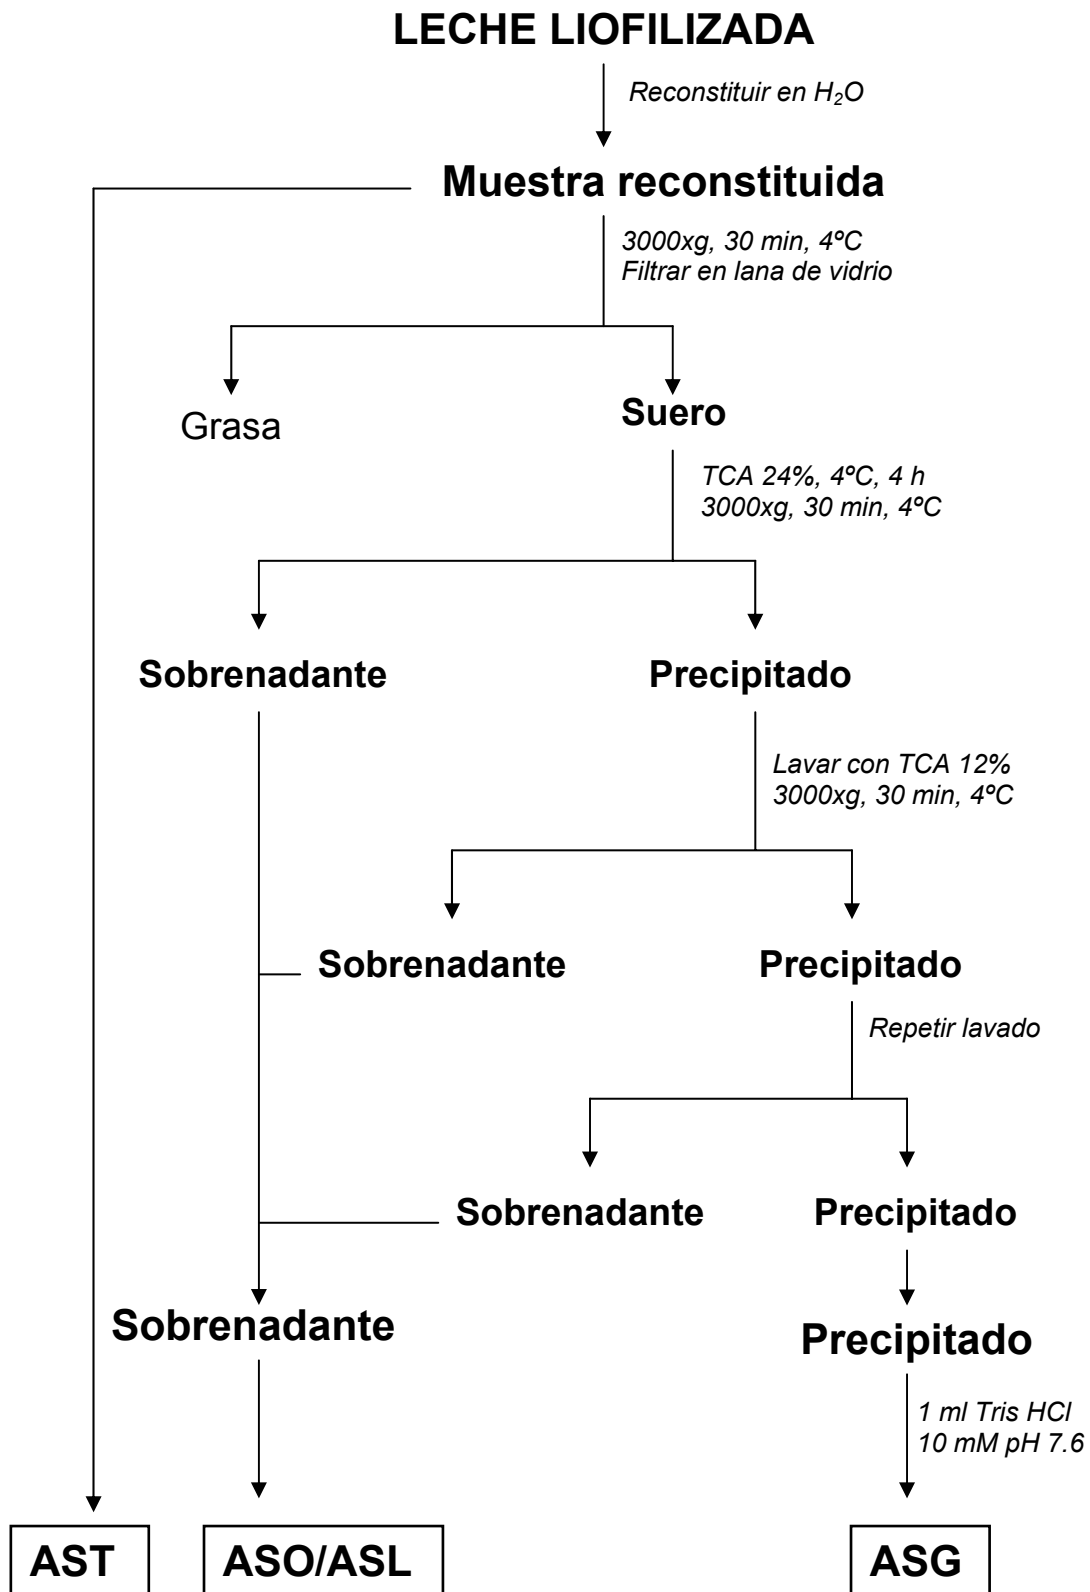 LECHE LIOFILIZADA
Reconstituir en H₂O
Muestra reconstituida
3000xg, 30 min, 4ºC
Filtrar en lana de vidrio
Grasa
Suero
TCA 24%, 4ºC, 4 h
3000xg, 30 min, 4ºC
Sobrenadante
Precipitado
Lavar con TCA 12%
3000xg, 30 min, 4ºC
Sobrenadante
Precipitado
Repetir lavado
Sobrenadante
Precipitado
Sobrenadante
Precipitado
1 ml Tris HCl
10 mM pH 7.6
AST
ASO/ASL
ASG